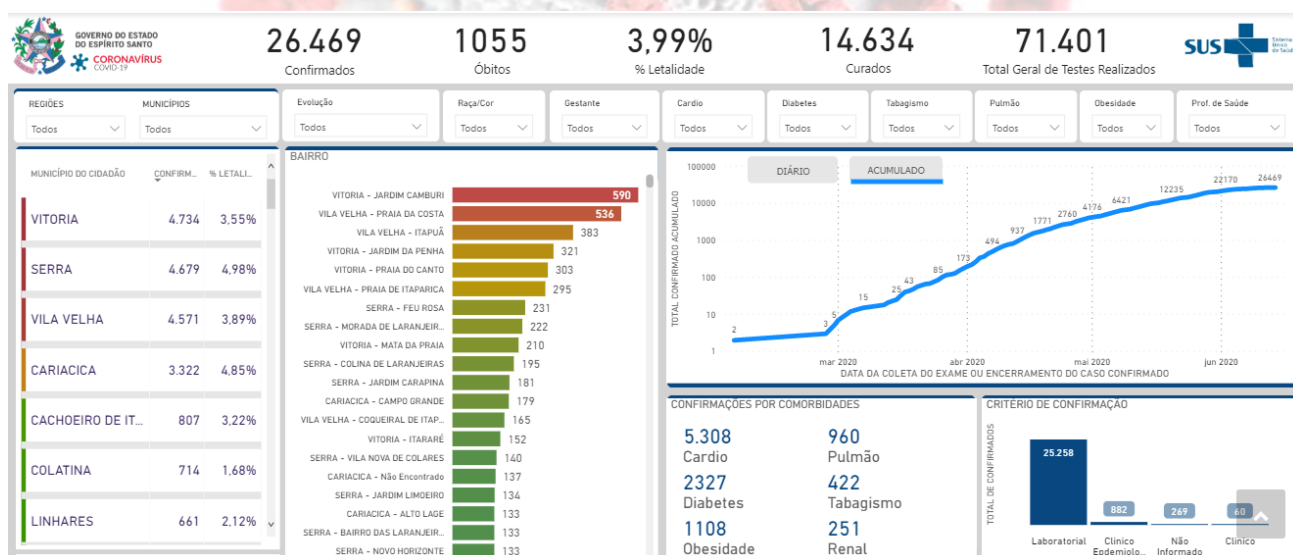 GOVERNO DO ESTADO
DO ESPÍRITO SANTO
CORONAVÍRUS
COVID-19
26.469
Confirmados
1055
Óbitos
3,99%
% Letalidade
14.634
Curados
71.401
Total Geral de Testes Realizados
SUS
Sistema
Único
de Saúde
REGIÕES
Todos
MUNICÍPIOS
Todos
Evolução
Todos
Raça/Cor
Todos
Gestante
Todos
Cardio
Todos
Diabetes
Todos
Tabagismo
Todos
Pulmão
Todos
Obesidade
Todos
Prof. de Saúde
Todos
MUNICÍPIO DO CIDADÃO CONFIRM... % LETALI...
VITORIA 4.734 3,55%
SERRA 4.679 4,98%
VILA VELHA 4.571 3,89%
CARIACICA 3.322 4,85%
CACHOEIRO DE IT... 807 3,22%
COLATINA 714 1,68%
LINHARES 661 2,12%
BAIRRO
VITORIA - JARDIM CAMBURI 590
VILA VELHA - PRAIA DA COSTA 536
VILA VELHA - ITAPUÃ 383
VITORIA - JARDIM DA PENHA 321
VITORIA - PRAIA DO CANTO 303
VILA VELHA - PRAIA DE ITAPARICA 295
SERRA - FEU ROSA 231
SERRA - MORADA DE LARANJEIR... 222
VITORIA - MATA DA PRAIA 210
SERRA - COLINA DE LARANJEIRAS 195
SERRA - JARDIM CARAPINA 181
CARIACICA - CAMPO GRANDE 179
VILA VELHA - COQUEIRAL DE ITAP... 165
VITORIA - ITARARÉ 152
SERRA - VILA NOVA DE COLARES 140
CARIACICA - Não Encontrado 137
SERRA - JARDIM LIMOEIRO 134
CARIACICA - ALTO LAGE 133
SERRA - BAIRRO DAS LARANJEIR... 133
SERRA - NOVO HORIZONTE 133
DIÁRIO
ACUMULADO
TOTAL CONFIRMADO ACUMULADO
100000
10000
1000
100
10
1
2
3
5
15
25
43
85
173
494
937
1771
2760
4176
6421
12235
22170
26469
mar 2020
abr 2020
mai 2020
jun 2020
DATA DA COLETA DO EXAME OU ENCERRAMENTO DO CASO CONFIRMADO
CONFIRMAÇÕES POR COMORBIDADES
5.308
Cardio
960
Pulmão
2327
Diabetes
422
Tabagismo
1108
Obesidade
251
Renal
CRITÉRIO DE CONFIRMAÇÃO
TOTAL DE CONFIRMADOS
25.258
882
269
60
Laboratorial
Clinico
Epdemiolo...
Não
Informado
Clinico